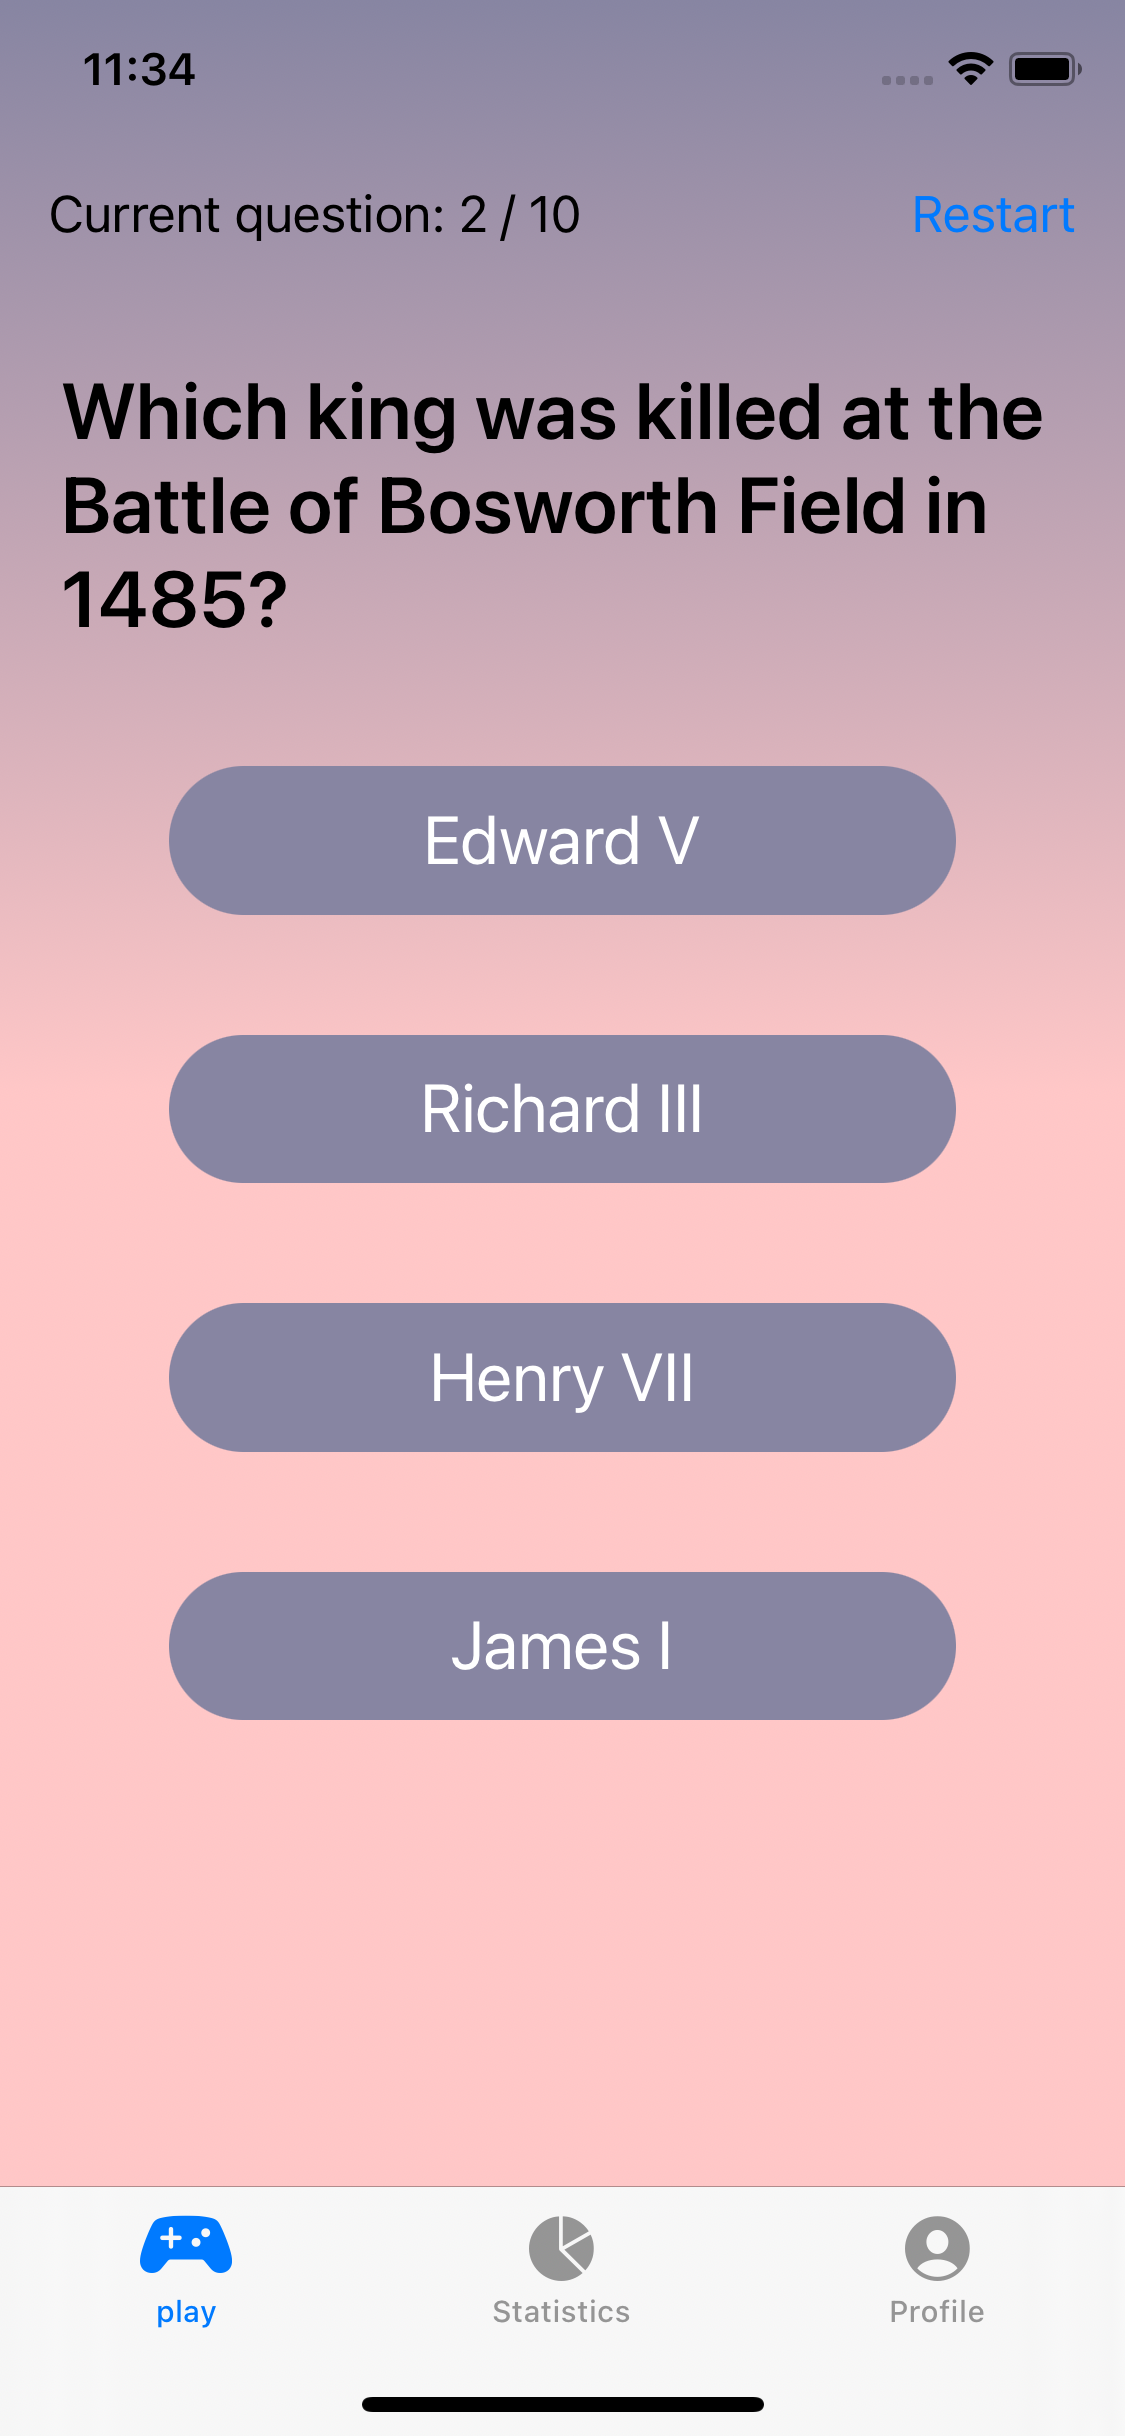 11:34
Current question: 2 / 10
Restart
Which king was killed at the
Battle of Bosworth Field in
1485?
Edward V
Richard III
Henry VII
James I
play
Statistics
Profile